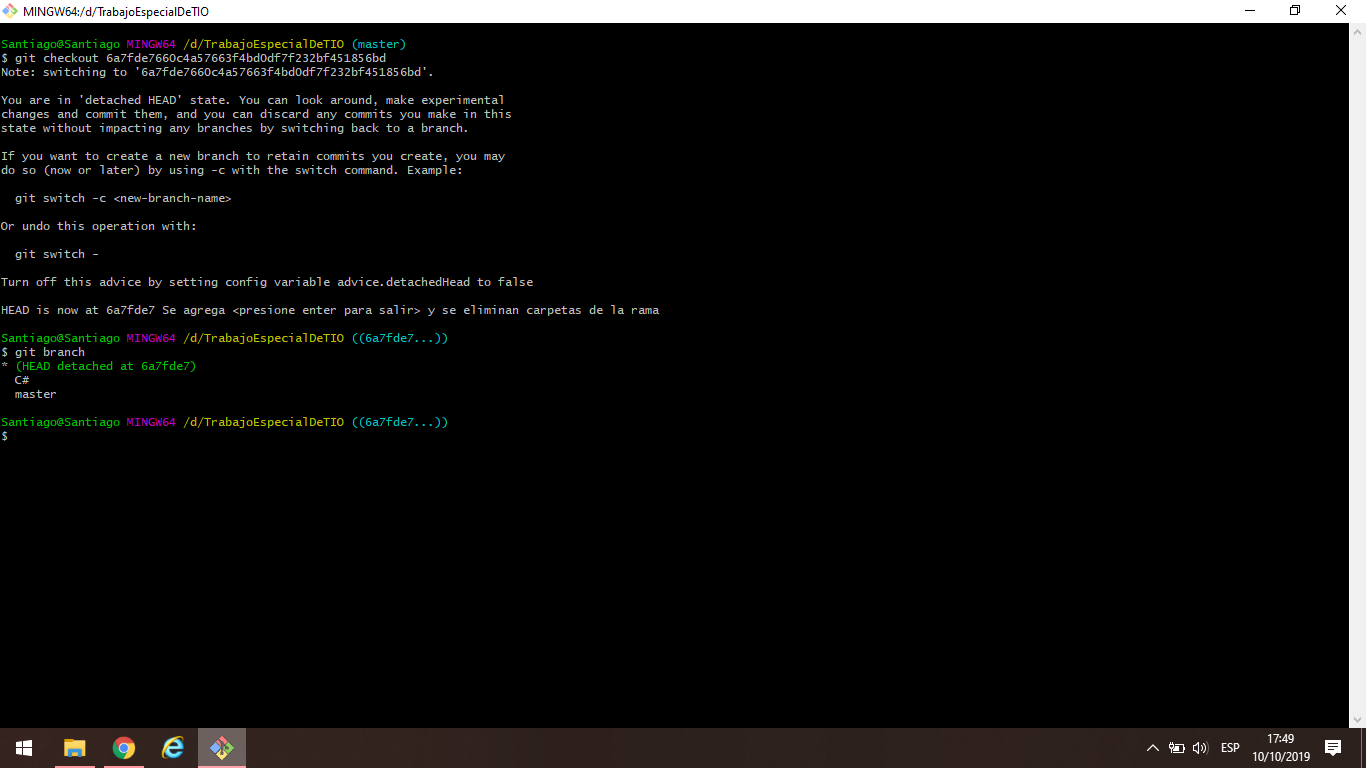 MINGW64:/d/TrabajoEspecialDeTIO
Santiago@Santiago MINGW64 /d/TrabajoEspecialDeTIO (master)
$ git checkout 6a7fde7660c4a57663f4bd0df7f232bf451856bd
Note: switching to '6a7fde7660c4a57663f4bd0df7f232bf451856bd'.
You are in 'detached HEAD' state. You can look around, make experimental
changes and commit them, and you can discard any commits you make in this
state without impacting any branches by switching back to a branch.
If you want to create a new branch to retain commits you create, you may
do so (now or later) by using -c with the switch command. Example:
git switch -c <new-branch-name>
Or undo this operation with:
git switch -
Turn off this advice by setting config variable advice.detachedHead to false
HEAD is now at 6a7fde7 Se agrega <presione enter para salir> y se eliminan carpetas de la rama
Santiago@Santiago MINGW64 /d/TrabajoEspecialDeTIO ((6a7fde7...))
$ git branch
* (HEAD detached at 6a7fde7)
C#
master
Santiago@Santiago MINGW64 /d/TrabajoEspecialDeTIO ((6a7fde7...))
$
ESP
17:49
10/10/2019